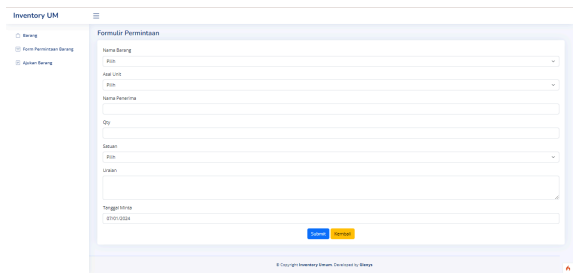 Inventory UM
Barang
Form Permintaan Barang
Ajukan Barang
Formulir Permintaan
Nama Barang
Pilih
Asal Unit
Pilih
Nama Penerima
Qty
Satuan
Pilih
Uraian
Tanggal Minta
07/01/2024
Submit Kembali
© Copyright Inventory Umum. Developed by Glenys